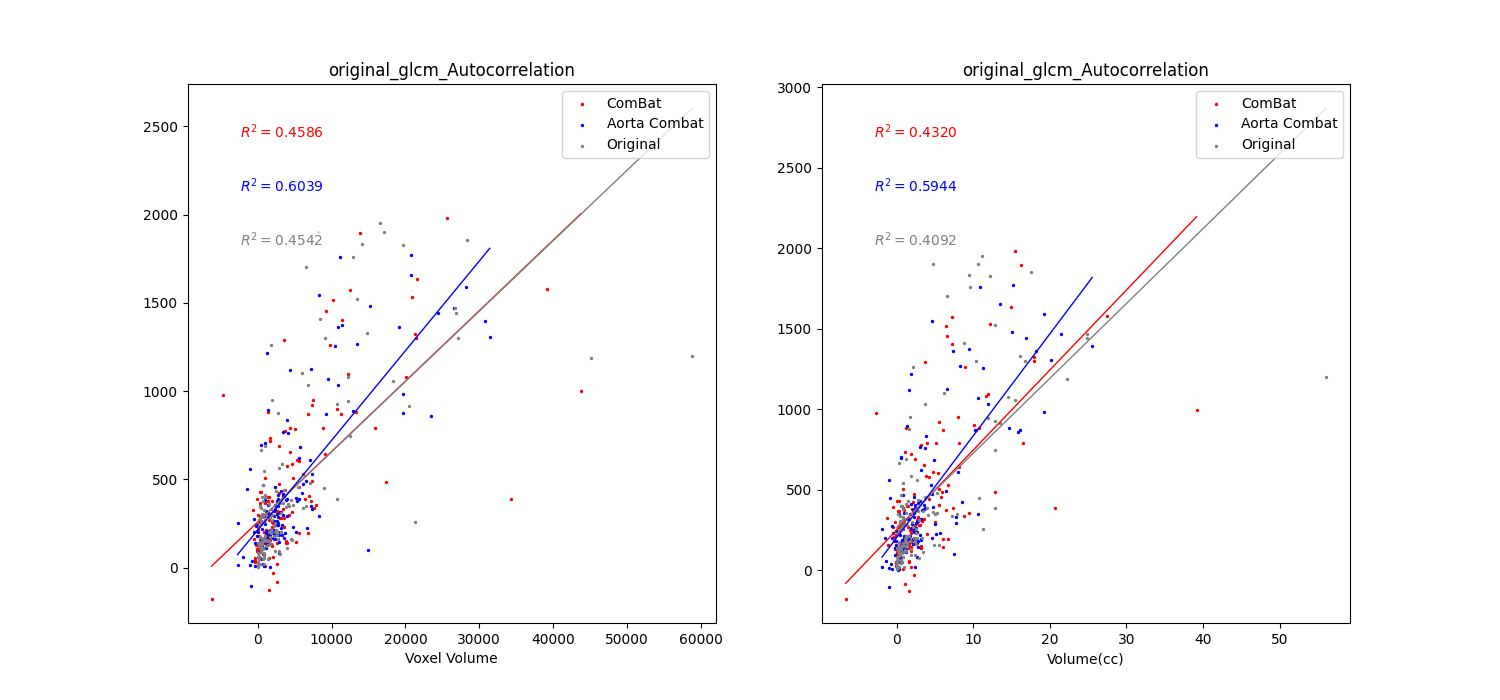 original_glcm_Autocorrelation
ComBat
Aorta Combat
Original
R² = 0.4586
R² = 0.6039
R² = 0.4542
2500
2000
1500
1000
500
0
0 10000 20000 30000 40000 50000 60000
Voxel Volume
original_glcm_Autocorrelation
ComBat
Aorta Combat
Original
R² = 0.4320
R² = 0.5944
R² = 0.4092
3000
2500
2000
1500
1000
500
0
0 10 20 30 40 50
Volume(cc)